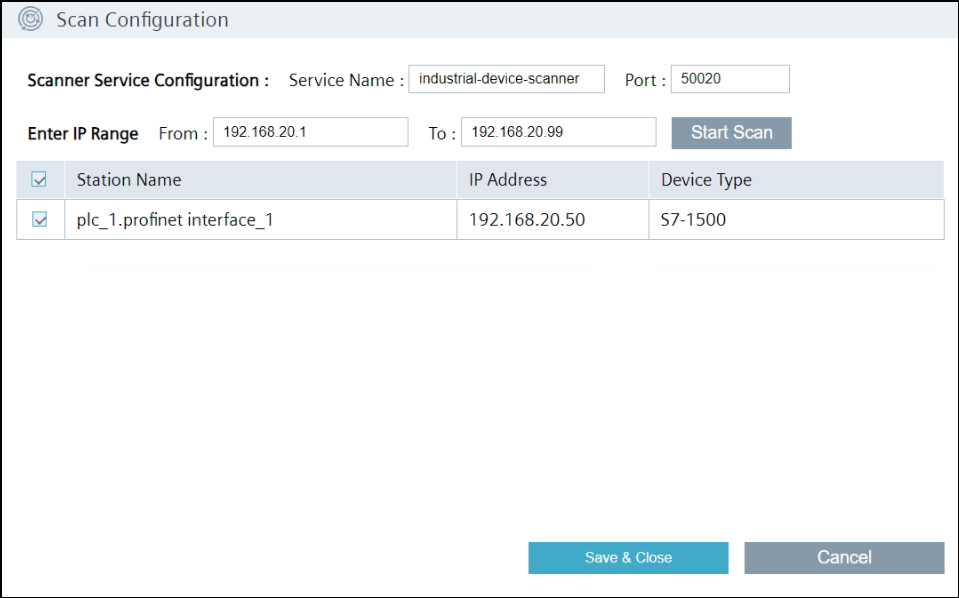 Scan Configuration
Scanner Service Configuration : Service Name : industrial-device-scanner Port : 50020
Enter IP Range From : 192.168.20.1 To : 192.168.20.99 Start Scan
Station Name IP Address Device Type
plc_1.profinet interface_1 192.168.20.50 S7-1500
Save & Close Cancel